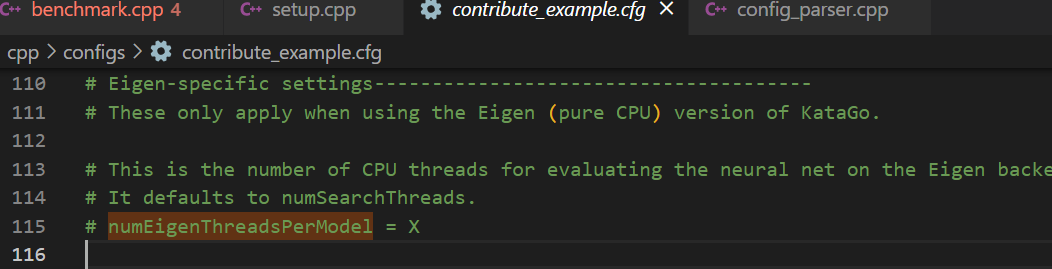 benchmark.cpp 4 setup.cpp contribute_example.cfg config_parser.cpp
cpp > configs > contribute_example.cfg
110 # Eigen-specific settings-------------------------------------
111 # These only apply when using the Eigen (pure CPU) version of KataGo.
112
113 # This is the number of CPU threads for evaluating the neural net on the Eigen backe
114 # It defaults to numSearchThreads.
115 # numEigenThreadsPerModel = X
116